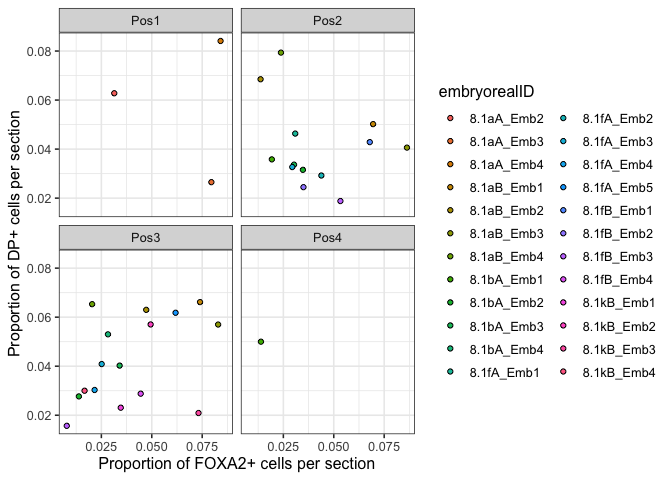 Pos1
Pos2
0.08
0.06
0.04
0.02
Pos3
Pos4
0.08
0.06
0.04
0.02
0.025
0.050
0.075
0.025
0.050
0.075
Proportion of FOXA2+ cells per section
Proportion of DP+ cells per section
embryorealID
8.1aA_Emb2
8.1aA_Emb3
8.1aA_Emb4
8.1aB_Emb1
8.1aB_Emb2
8.1aB_Emb3
8.1aB_Emb4
8.1bA_Emb1
8.1bA_Emb2
8.1bA_Emb3
8.1bA_Emb4
8.1fA_Emb1
8.1fA_Emb2
8.1fA_Emb3
8.1fA_Emb4
8.1fA_Emb5
8.1fB_Emb1
8.1fB_Emb2
8.1fB_Emb3
8.1fB_Emb4
8.1kB_Emb1
8.1kB_Emb2
8.1kB_Emb3
8.1kB_Emb4